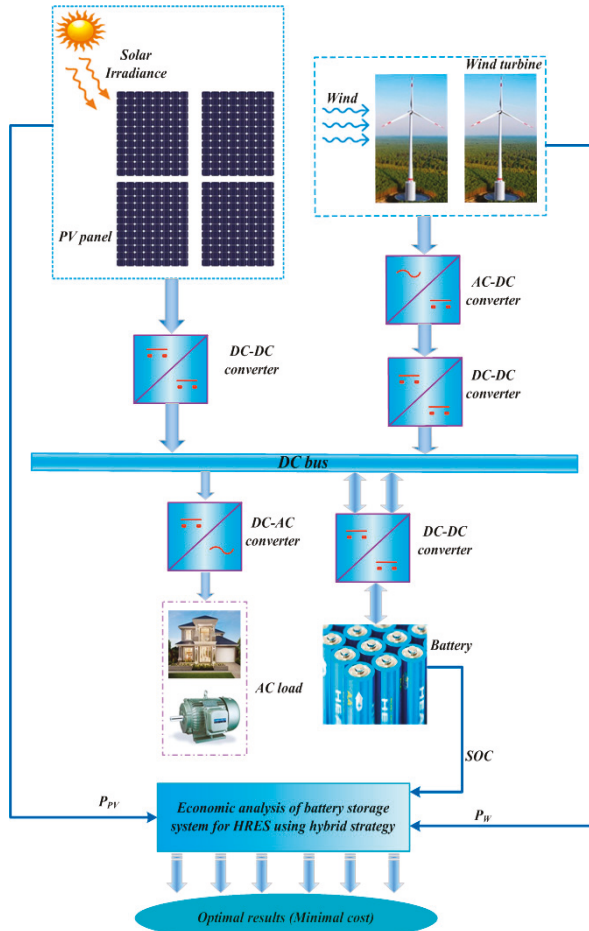 Solar
Irradiance
Wind turbine
Wind
PV panel
AC-DC
converter
DC-DC
converter
DC-DC
converter
DC bus
DC-AC
converter
DC-DC
converter
Battery
AC load
SOC
P_PV
P_W
Economic analysis of battery storage
system for HRES using hybrid strategy
Optimal results (Minimal cost)